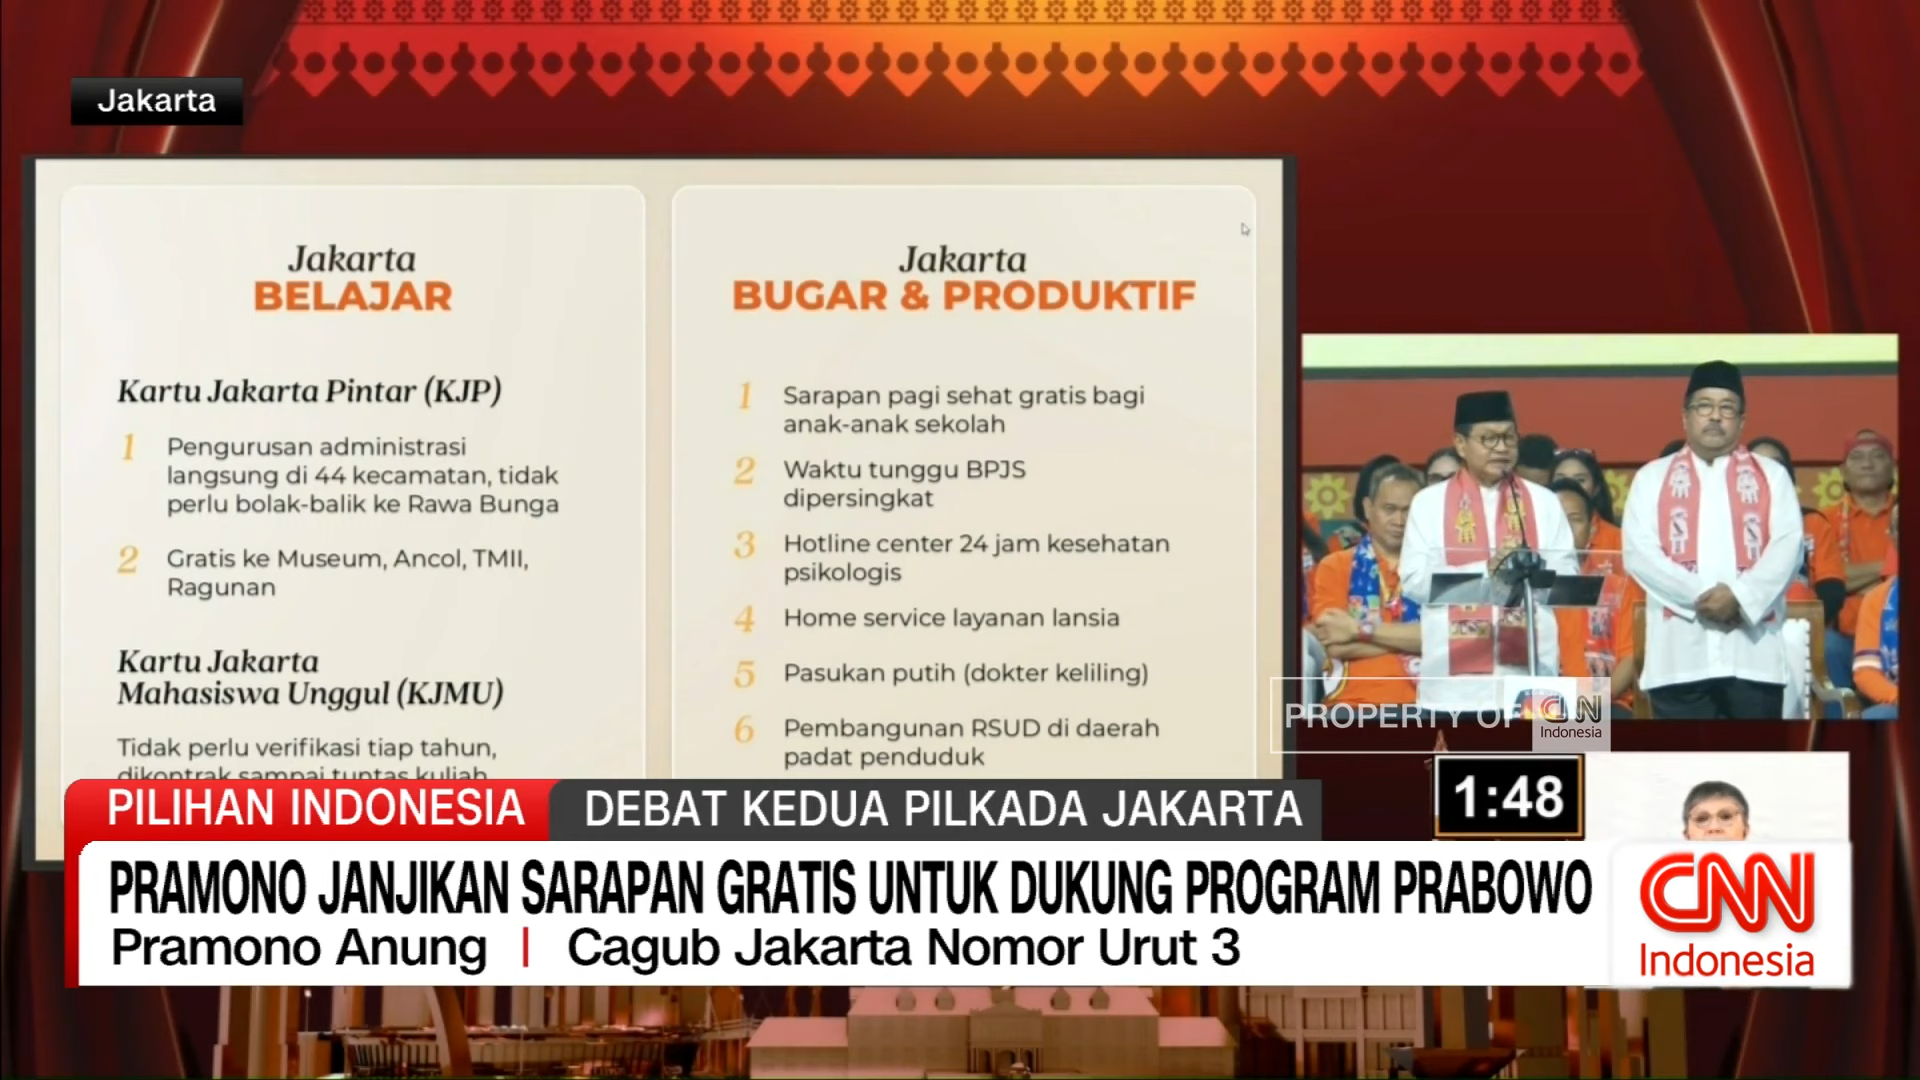 Jakarta
Jakarta
BELAJAR
Kartu Jakarta Pintar (KJP)
1 Pengurusan administrasi
langsung di 44 kecamatan, tidak
perlu bolak-balik ke Rawa Bunga
2 Gratis ke Museum, Ancol, TMII,
Ragunan
Kartu Jakarta
Mahasiswa Unggul (KJMU)
Tidak perlu verifikasi tiap tahun,
dikontrak sampai tuntas kuliah
Jakarta
BUGAR & PRODUKTIF
1 Sarapan pagi sehat gratis bagi
anak-anak sekolah
2 Waktu tunggu BPJS
dipersingkat
3 Hotline center 24 jam kesehatan
psikologis
4 Home service layanan lansia
5 Pasukan putih (dokter keliling)
6 Pembangunan RSUD di daerah
padat penduduk
PROPERTY OF CNN
Indonesia
1:48
PILIHAN INDONESIA DEBAT KEDUA PILKADA JAKARTA
PRAMONO JANJIKAN SARAPAN GRATIS UNTUK DUKUNG PROGRAM PRABOWO
Pramono Anung | Cagub Jakarta Nomor Urut 3
CNN
Indonesia